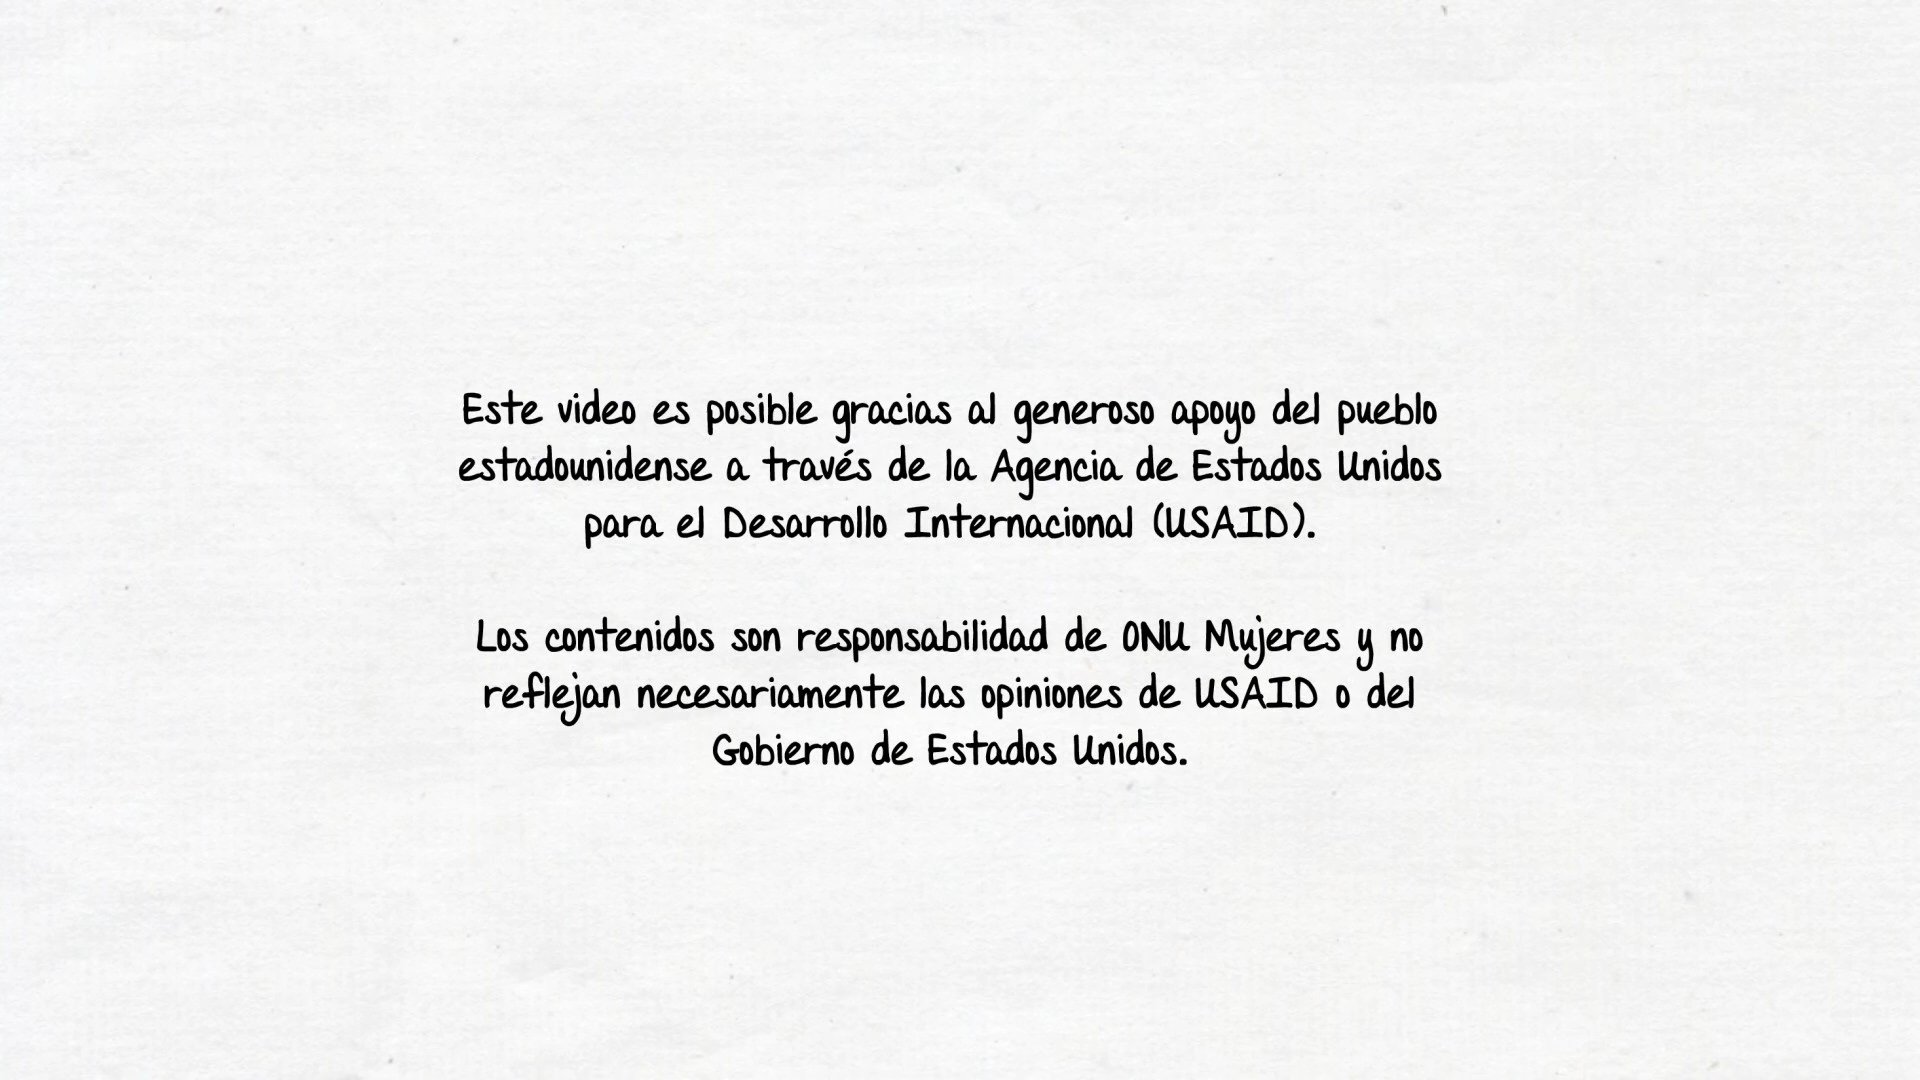 Este video es posible gracias al generoso apoyo del pueblo
estadounidense a través de la Agencia de Estados Unidos
para el Desarrollo Internacional (USAID).
Los contenidos son responsabilidad de ONU Mujeres y no
reflejan necesariamente las opiniones de USAID o del
Gobierno de Estados Unidos.